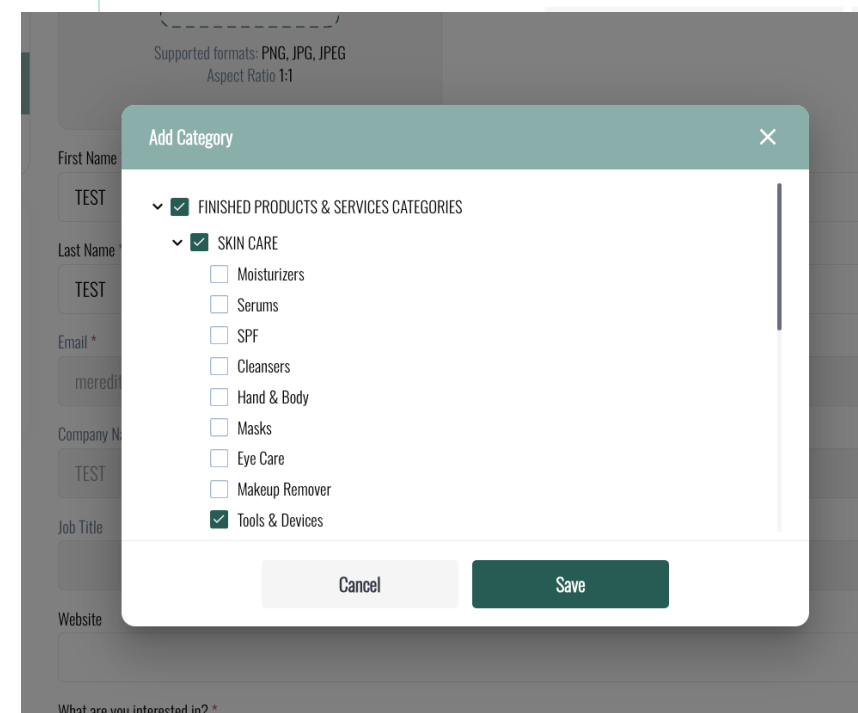 Supported formats: PNG, JPG, JPEG
Aspect Ratio 1:1
Add Category
First Name
TEST
FINISHED PRODUCTS & SERVICES CATEGORIES
SKIN CARE
Last Name *
Moisturizers
TEST
Serums
SPF
Email *
Cleansers
meredit
Hand & Body
Masks
Company Na
Eye Care
TEST
Makeup Remover
Tools & Devices
Job Title
Cancel
Save
Website
What are you interested in? *